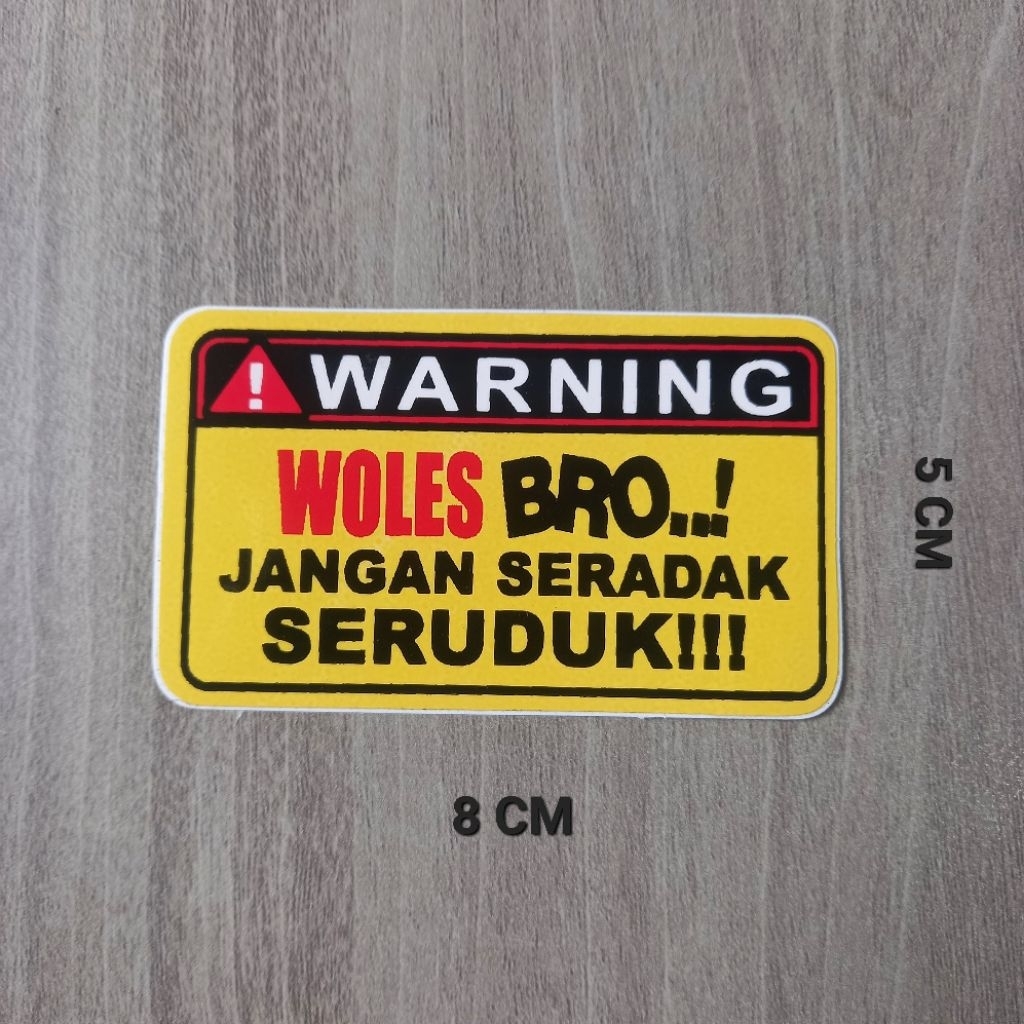 ! WARNING
WOLES BRO..!
JANGAN SERADAK
SERUDUK!!!
5 CM
8 CM